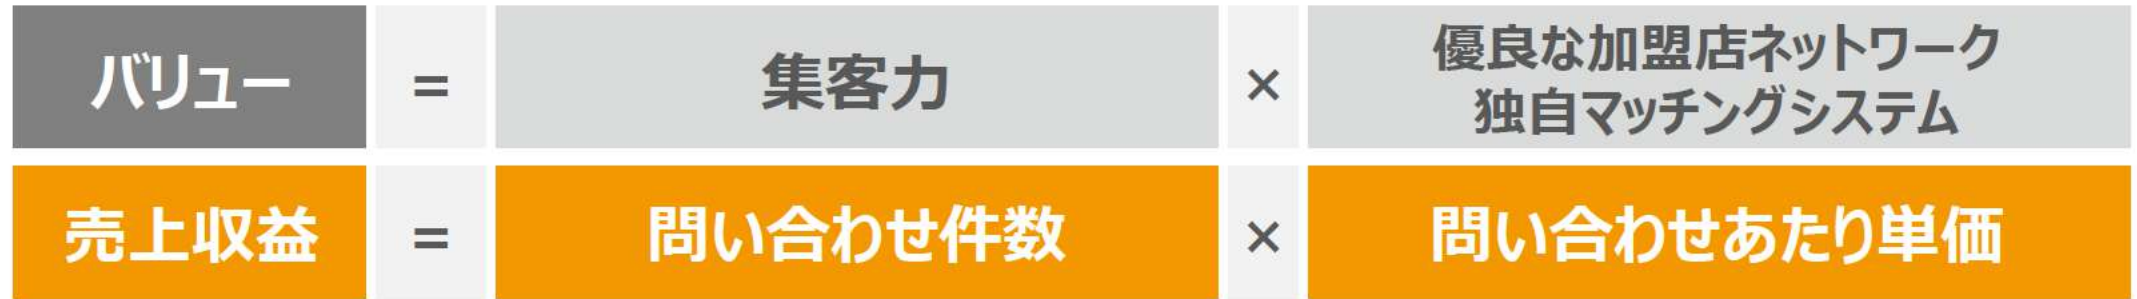 バリュー = 集客力 × 優良な加盟店ネットワーク
独自マッチングシステム
売上収益 = 問い合わせ件数 × 問い合わせあたり単価